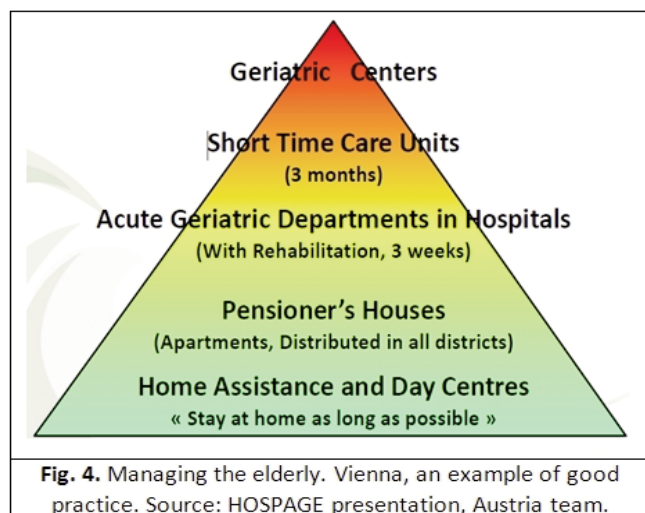 Geriatric Centers
Short Time Care Units
(3 months)
Acute Geriatric Departments in Hospitals
(With Rehabilitation, 3 weeks)
Pensioner's Houses
(Apartments, Distributed in all districts)
Home Assistance and Day Centres
« Stay at home as long as possible »
Fig. 4. Managing the elderly. Vienna, an example of good
practice. Source: HOSPAGE presentation, Austria team.